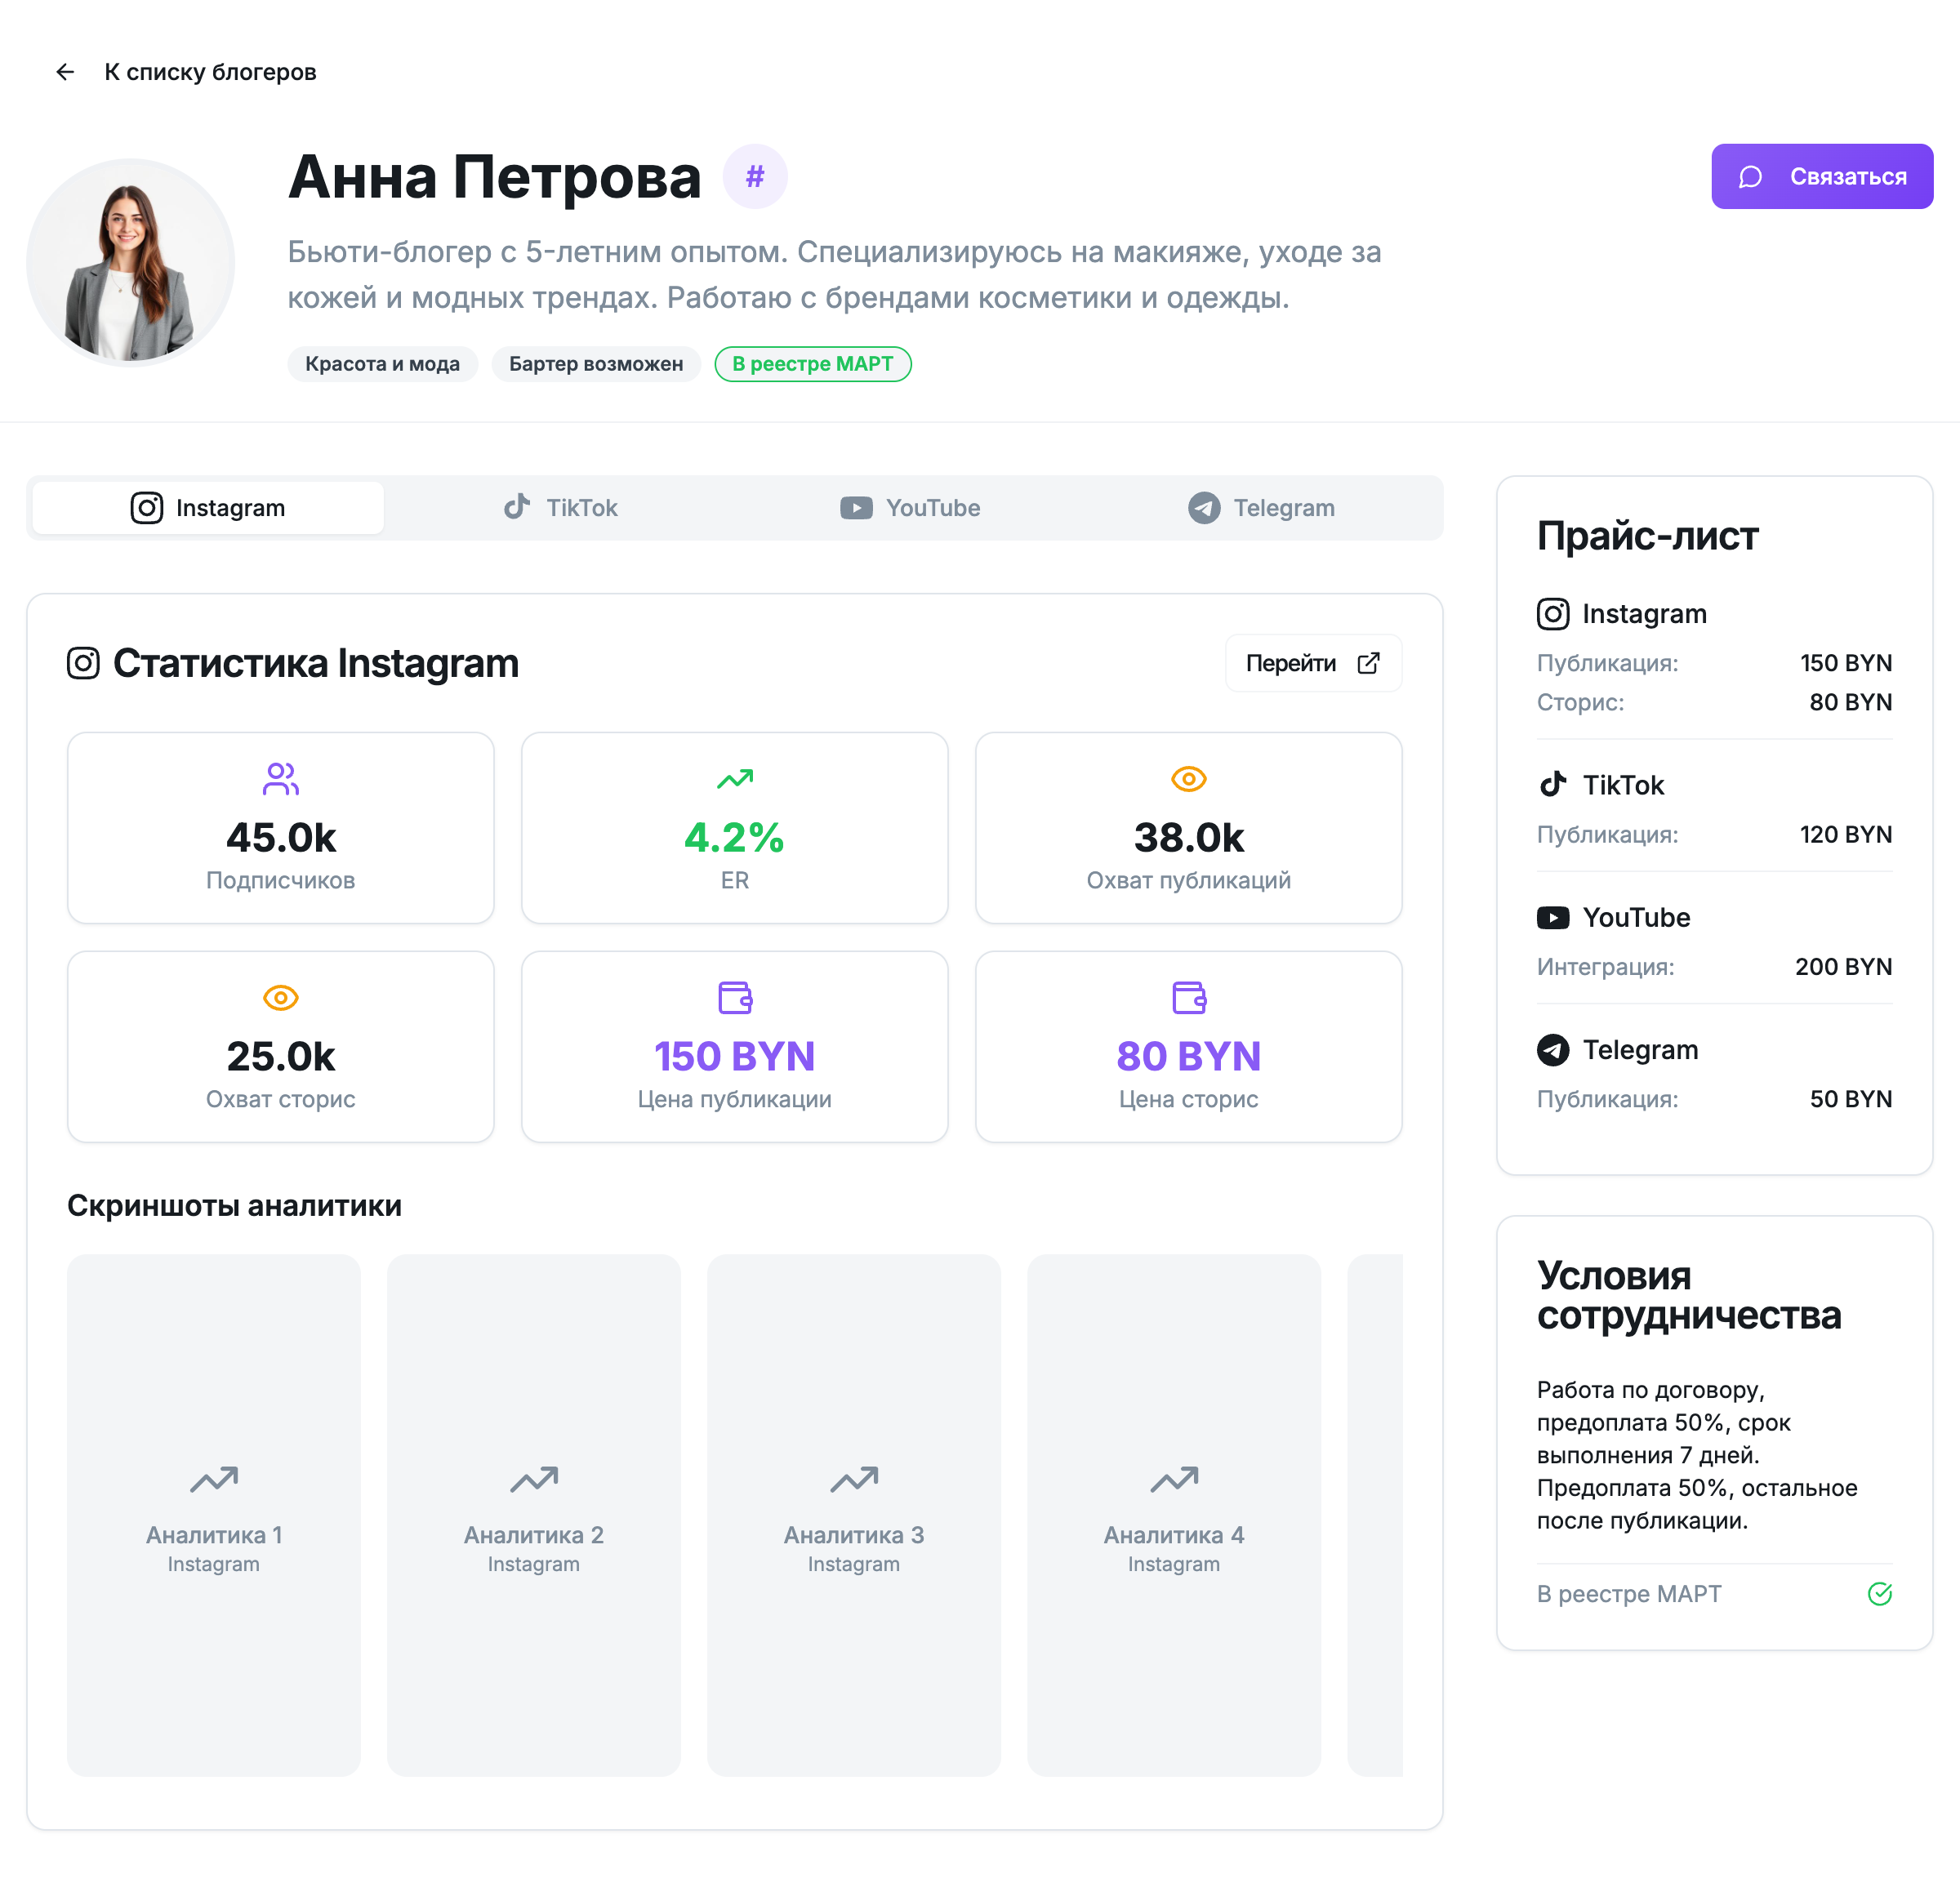 К списку блогеров
Анна Петрова #
Связаться
Бьюти-блогер с 5-летним опытом. Специализируюсь на макияже, уходе за
кожей и модных трендах. Работаю с брендами косметики и одежды.
Красота и мода
Бартер возможен
В реестре МАРТ
Instagram
TikTok
YouTube
Telegram
Статистика Instagram
Перейти
45.0k
Подписчиков
4.2%
ER
38.0k
Охват публикаций
25.0k
Охват сторис
150 BYN
Цена публикации
80 BYN
Цена сторис
Скриншоты аналитики
Аналитика 1
Instagram
Аналитика 2
Instagram
Аналитика 3
Instagram
Аналитика 4
Instagram
Прайс-лист
Instagram
Публикация: 150 BYN
Сторис: 80 BYN
TikTok
Публикация: 120 BYN
YouTube
Интеграция: 200 BYN
Telegram
Публикация: 50 BYN
Условия
сотрудничества
Работа по договору,
предоплата 50%, срок
выполнения 7 дней.
Предоплата 50%, остальное
после публикации.
В реестре МАРТ